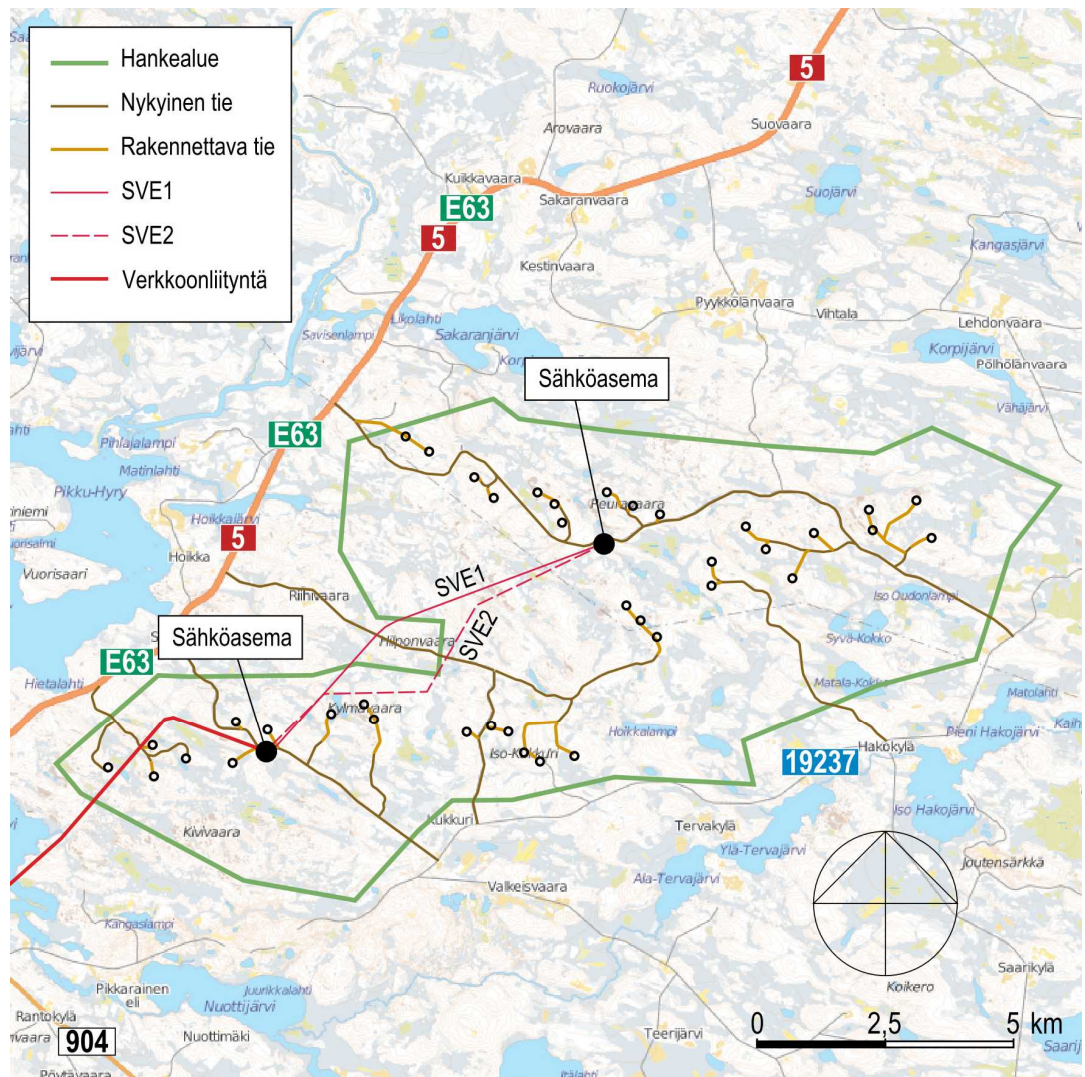 Hankealue
Nykyinen tie
Rakennettava tie
SVE1
SVE2
Verkkoonliityntä
5
Ruokojärvi
Arovaara
Suovaara
Kuikkavaara
Suojärvi
E63
Sakaranvaara
5
Kangasjärvi
Kestinvaara
Pyykkölänvaara
Vihtala
Likolahti
Lehdonvaara
Savisenlampi
Sakaranjärvi
Korpijärvi
Pölhölänvaara
Sähköasema
Vähäjärvi
E63
Pihlajalampi
Matinlahti
Pikku-Hyry
Peuravaara
Hoikkajärvi
5
Hoikka
Vuorisaari
SVE1
Riihivaara
Iso Oudonlampi
SVE2
Syvä-Kokko
Hilponvaara
Sähköasema
E63
Hietalahti
Matala-Kokko
Matolahti
Kylmävaara
Pieni Hakojärvi
Hoikkalampi
Iso-Kukkuri
Hakokylä
19237
Iso Hakojärvi
Kivivaara
Kukkuri
Tervakylä
Ylä-Tervajärvi
Joutensärkkä
Ala-Tervajärvi
Valkeisvaara
Kangaslampi
Saarikylä
Pikkarainen
eli
Juurikkalahti
Nuottijärvi
Koikero
Rantokylä
904
Nuottimäki
Teerijärvi
0 2,5 5 km
Pöytävaara
Itälahti